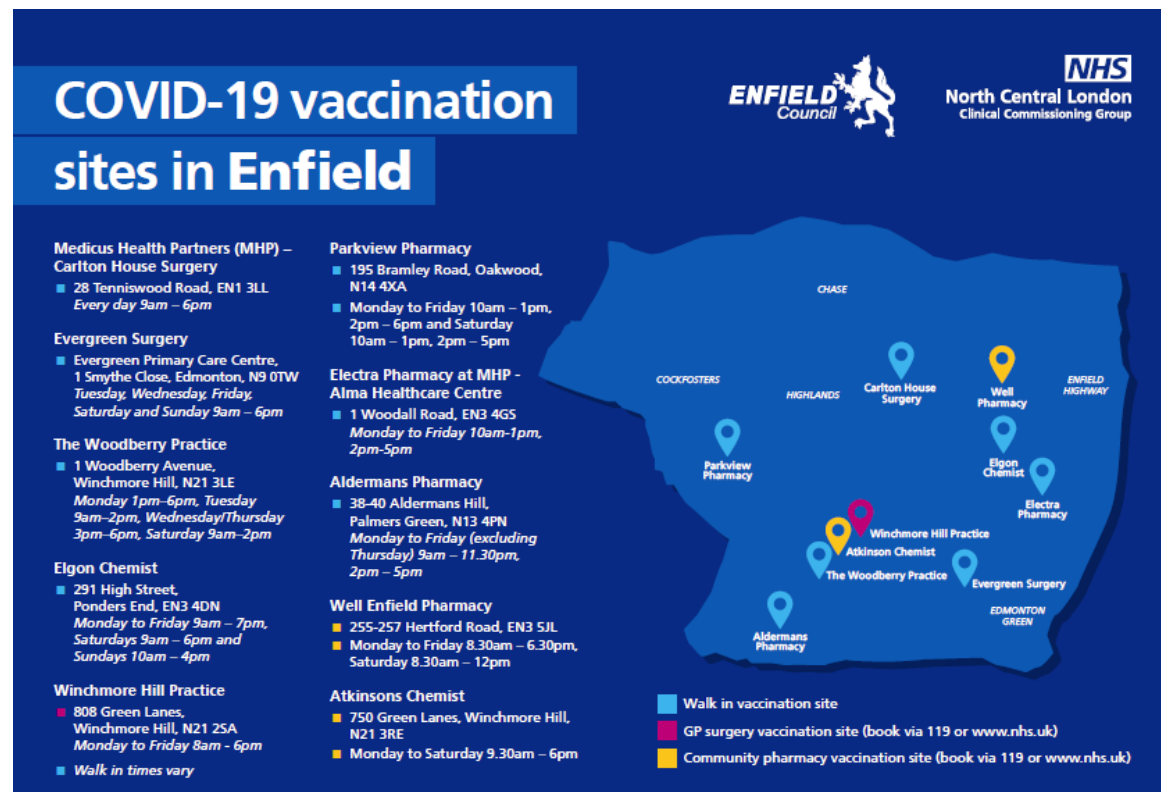 COVID-19 vaccination
sites in Enfield
ENFIELD
Council
NHS
North Central London
Clinical Commissioning Group
Medicus Health Partners (MHP) –
Carlton House Surgery
28 Tenniswood Road, EN1 3LL
Every day 9am – 6pm
Evergreen Surgery
Evergreen Primary Care Centre,
1 Smythe Close, Edmonton, N9 0TW
Tuesday, Wednesday, Friday,
Saturday and Sunday 9am – 6pm
The Woodberry Practice
1 Woodberry Avenue,
Winchmore Hill, N21 3LE
Monday 1pm–6pm, Tuesday
9am–2pm, Wednesday/Thursday
3pm–6pm, Saturday 9am–2pm
Elgon Chemist
291 High Street,
Ponders End, EN3 4DN
Monday to Friday 9am – 7pm,
Saturdays 9am – 6pm and
Sundays 10am – 4pm
Winchmore Hill Practice
808 Green Lanes,
Winchmore Hill, N21 2SA
Monday to Friday 8am - 6pm
Walk in times vary
Parkview Pharmacy
195 Bramley Road, Oakwood,
N14 4XA
Monday to Friday 10am – 1pm,
2pm – 6pm and Saturday
10am – 1pm, 2pm – 5pm
Electra Pharmacy at MHP -
Alma Healthcare Centre
1 Woodall Road, EN3 4GS
Monday to Friday 10am-1pm,
2pm-5pm
Aldermans Pharmacy
38-40 Aldermans Hill,
Palmers Green, N13 4PN
Monday to Friday (excluding
Thursday) 9am – 11.30pm,
2pm – 5pm
Well Enfield Pharmacy
255-257 Hertford Road, EN3 5JL
Monday to Friday 8.30am – 6.30pm,
Saturday 8.30am – 12pm
Atkinsons Chemist
750 Green Lanes, Winchmore Hill,
N21 3RE
Monday to Saturday 9.30am – 6pm
CHASE
COCKFOSTERS
HIGHLANDS
Carlton House
Surgery
Well
Pharmacy
ENFIELD
HIGHWAY
Parkview
Pharmacy
Elgon
Chemist
Electra
Pharmacy
Winchmore Hill Practice
Atkinson Chemist
The Woodberry Practice
Evergreen Surgery
EDMONTON
GREEN
Aldermans
Pharmacy
Walk in vaccination site
GP surgery vaccination site (book via 119 or www.nhs.uk)
Community pharmacy vaccination site (book via 119 or www.nhs.uk)